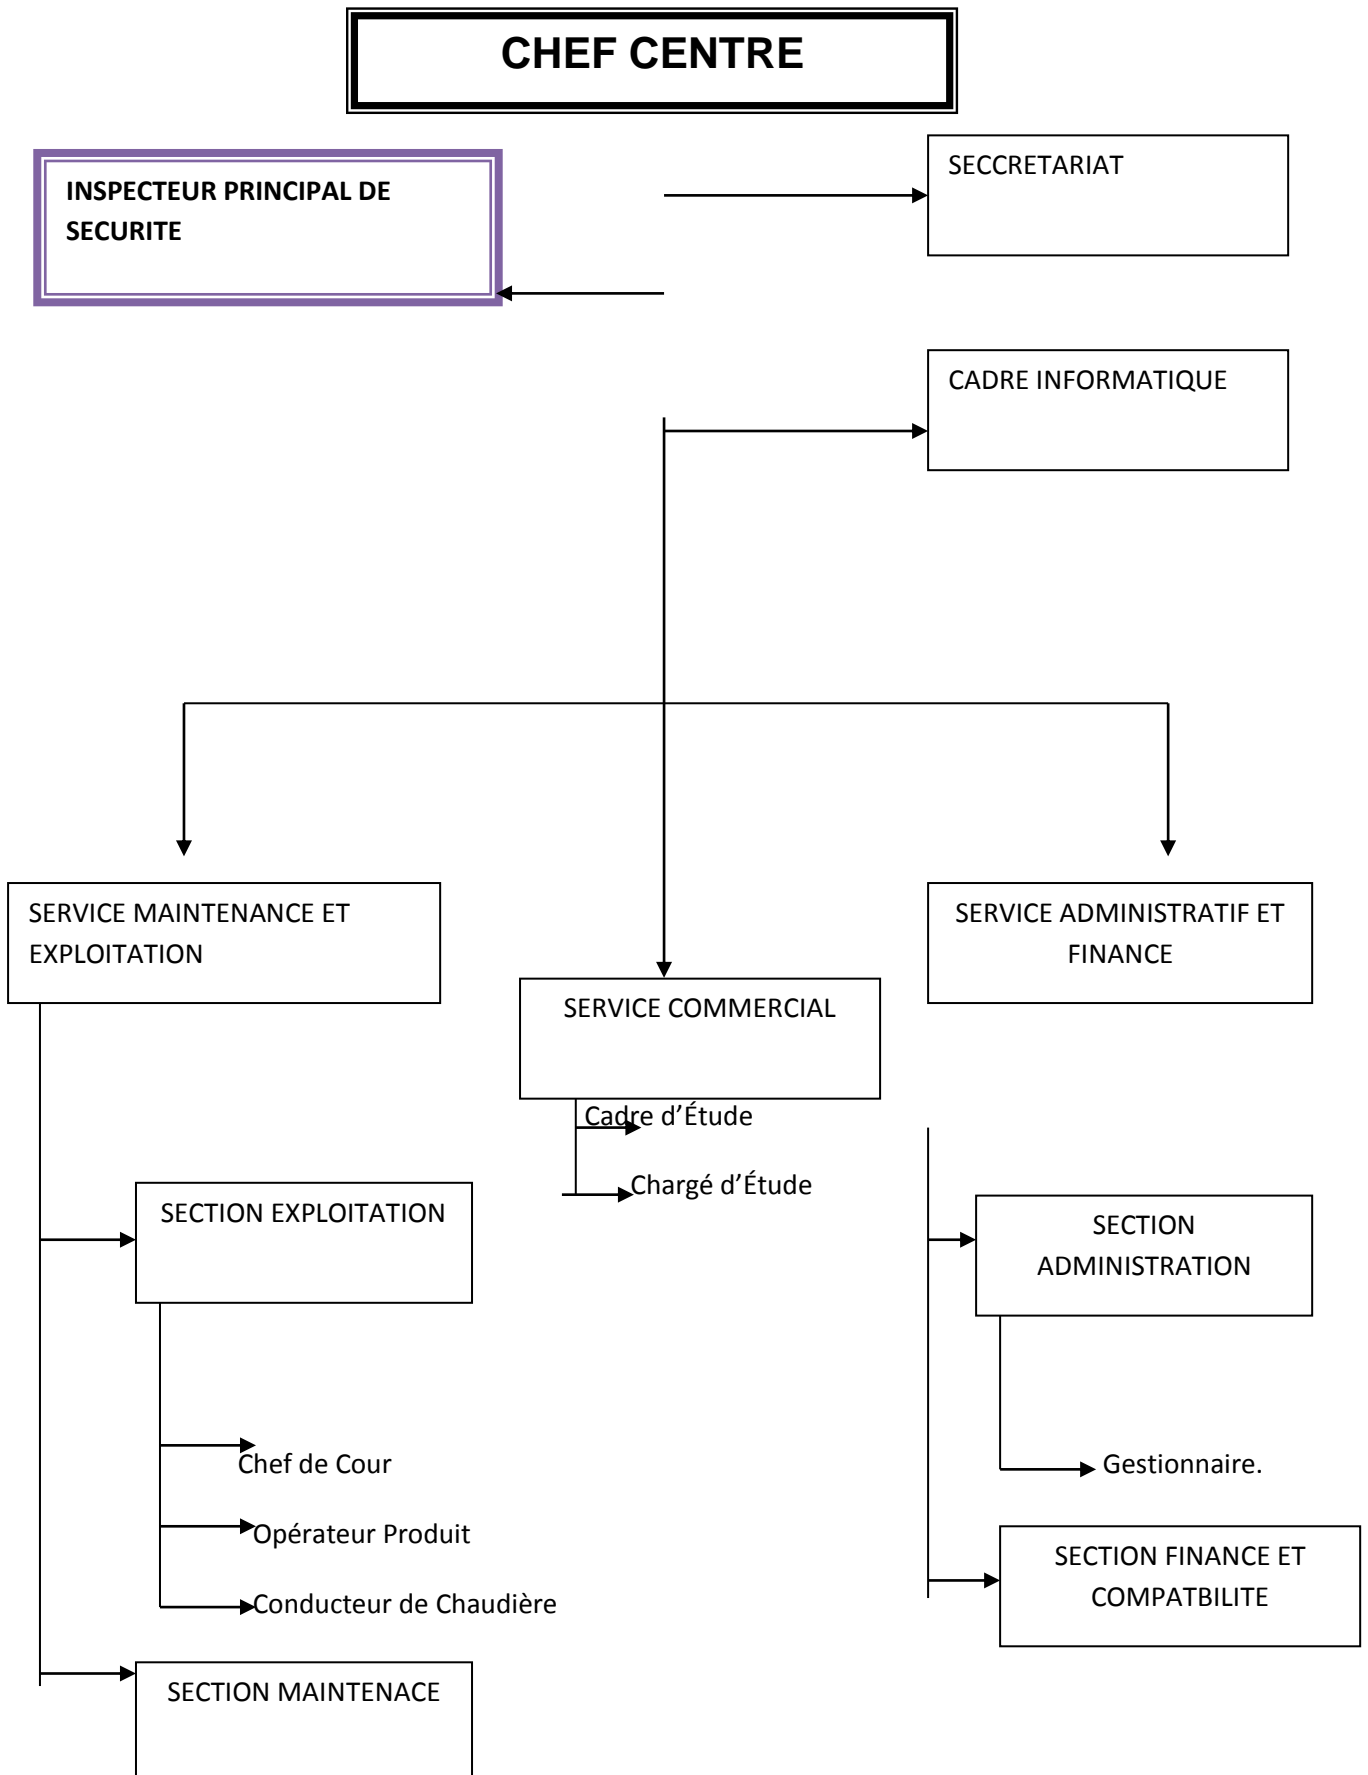 CHEF CENTRE
INSPECTEUR PRINCIPAL DE
SECURITE
SECCRETARIAT
CADRE INFORMATIQUE
SERVICE MAINTENANCE ET
EXPLOITATION
SERVICE COMMERCIAL
SERVICE ADMINISTRATIF ET
FINANCE
Cadre d’Étude
Chargé d’Étude
SECTION EXPLOITATION
SECTION
ADMINISTRATION
Chef de Cour
Gestionnaire.
Opérateur Produit
Conducteur de Chaudière
SECTION FINANCE ET
COMPATBILITE
SECTION MAINTENACE